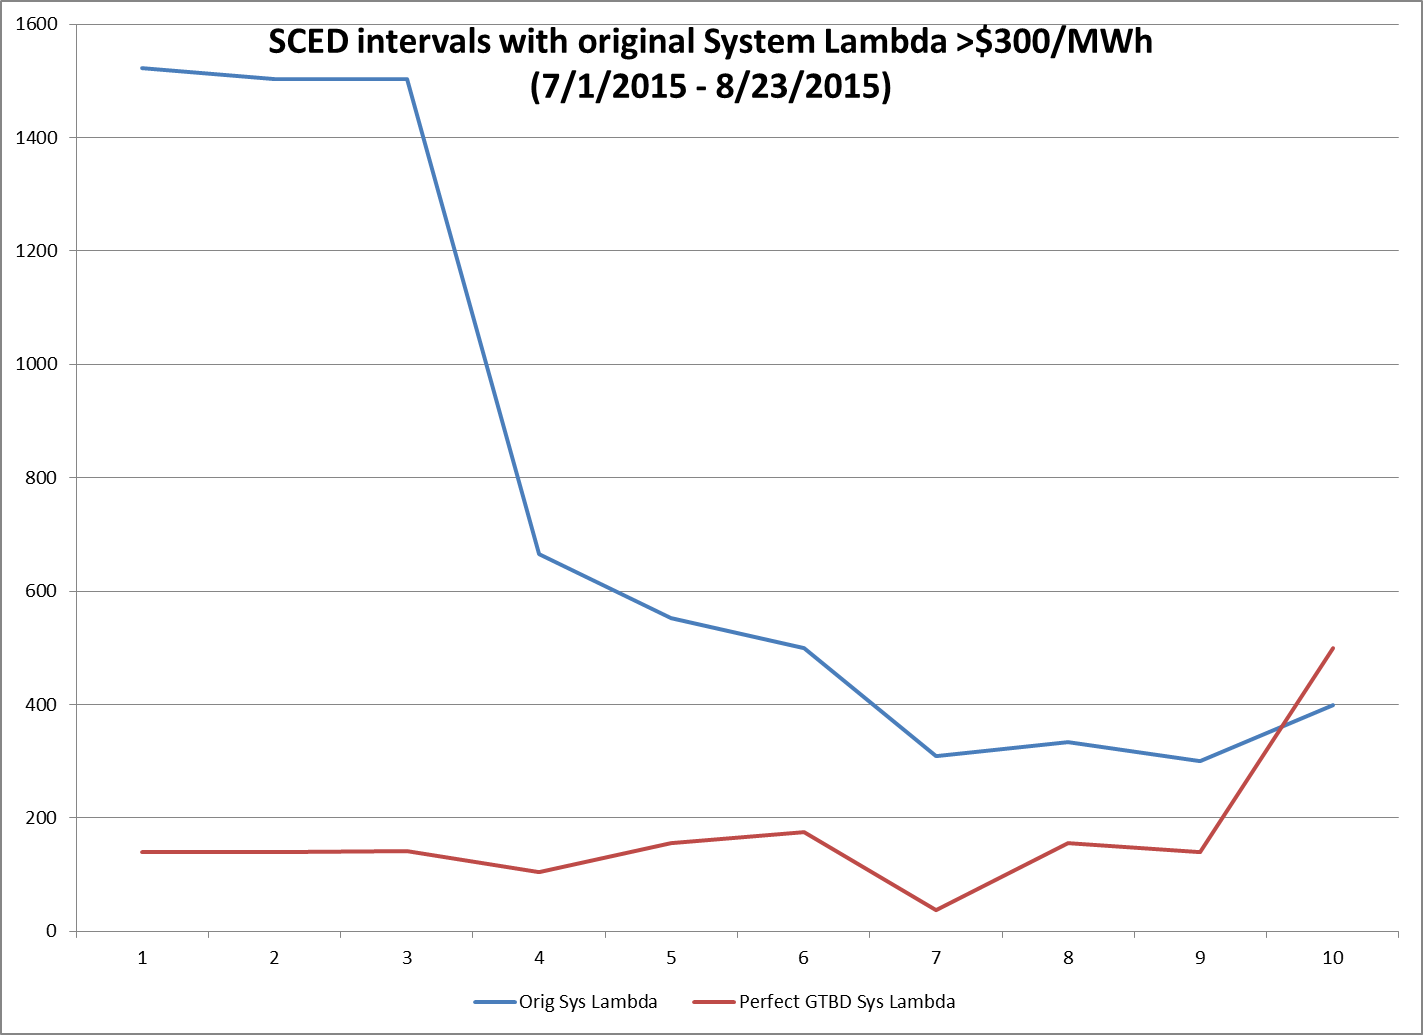 SCED intervals with original System Lambda >$300/MWh
(7/1/2015 - 8/23/2015)
1600
1400
1200
1000
800
600
400
200
0
1 2 3 4 5 6 7 8 9 10
Orig Sys Lambda Perfect GTBD Sys Lambda